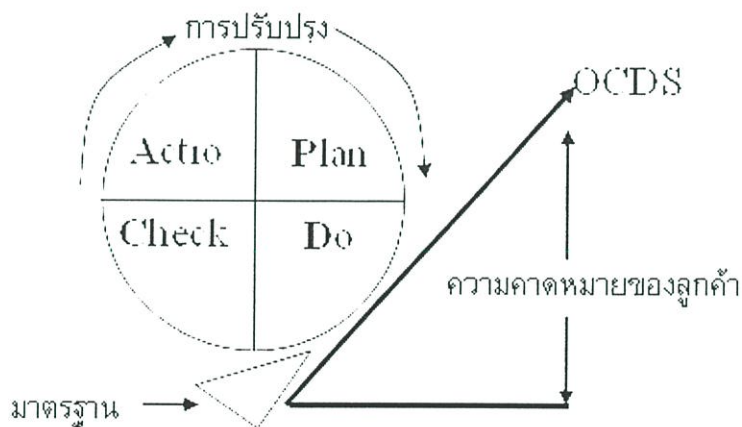 การปรับปรุง
OCDS
Actio
Plan
Check
Do
ความคาดหมายของลูกค้า
มาตรฐาน